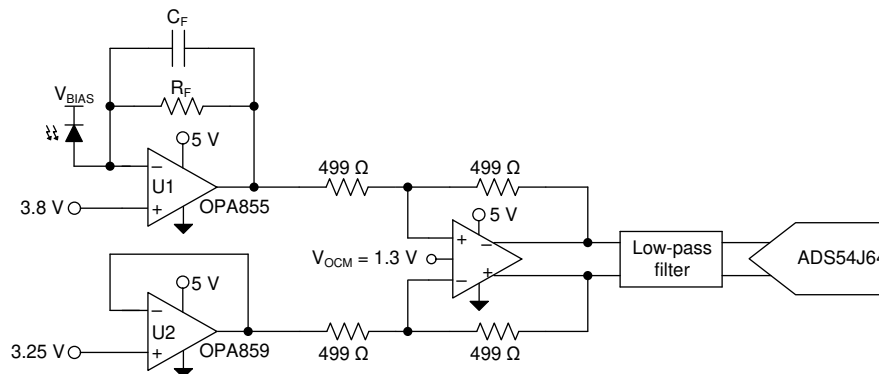 C_F
R_F
V_BIAS
5 V
−
U1
+
OPA855
3.8 V
499 Ω
499 Ω
5 V
+
−
V_OCM = 1.3 V
−
+
Low-pass
filter
ADS54J64
5 V
−
U2
+
OPA859
3.25 V
499 Ω
499 Ω